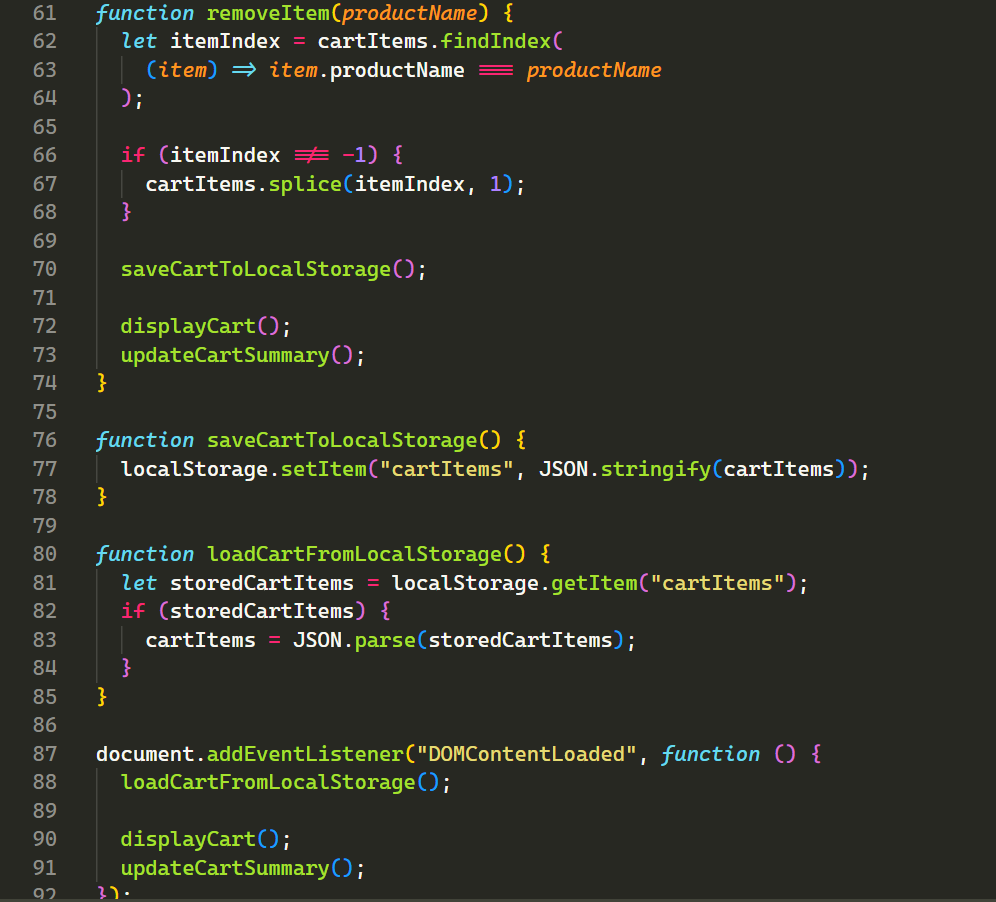 61 function removeItem(productName) {
62 let itemIndex = cartItems.findIndex(
63 (item) => item.productName === productName
64 );
65
66 if (itemIndex !== -1) {
67 cartItems.splice(itemIndex, 1);
68 }
69
70 saveCartToLocalStorage();
71
72 displayCart();
73 updateCartSummary();
74 }
75
76 function saveCartToLocalStorage() {
77 localStorage.setItem("cartItems", JSON.stringify(cartItems));
78 }
79
80 function loadCartFromLocalStorage() {
81 let storedCartItems = localStorage.getItem("cartItems");
82 if (storedCartItems) {
83 cartItems = JSON.parse(storedCartItems);
84 }
85 }
86
87 document.addEventListener("DOMContentLoaded", function () {
88 loadCartFromLocalStorage();
89
90 displayCart();
91 updateCartSummary();
92 });